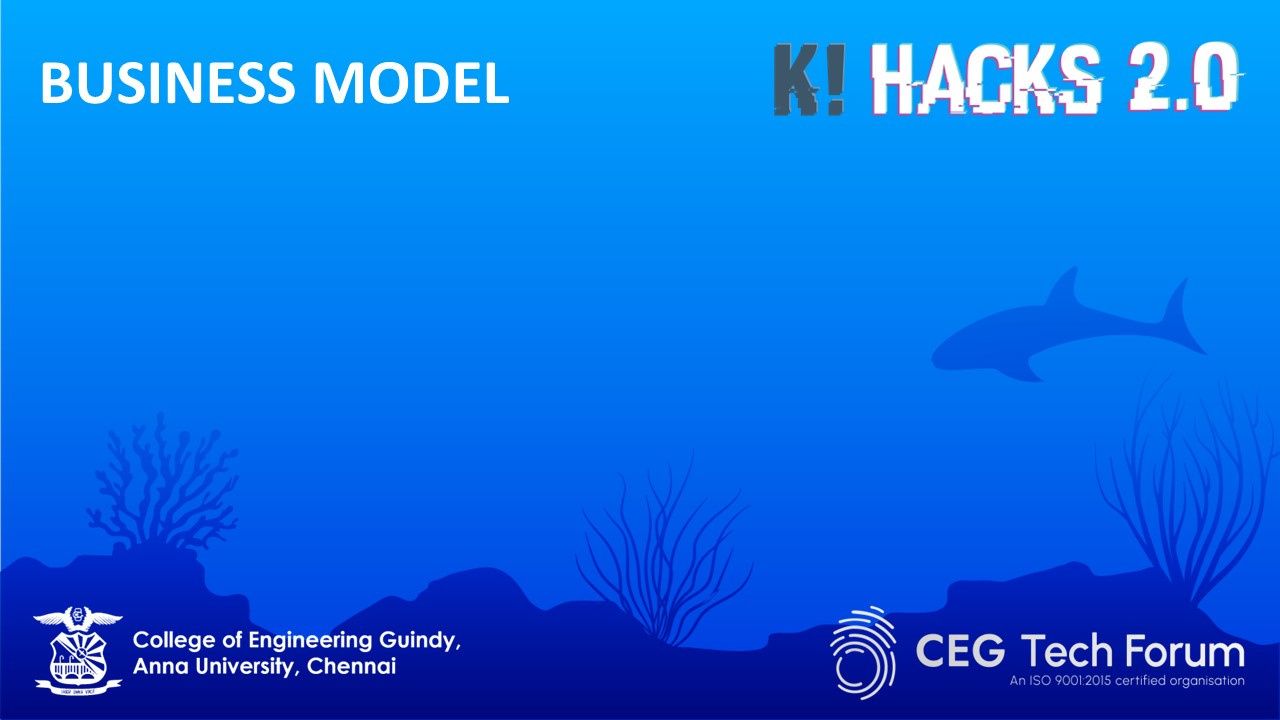 BUSINESS MODEL
K! HACKS 2.0
College of Engineering Guindy,
Anna University, Chennai
CEG Tech Forum
An ISO 9001:2015 certified organisation